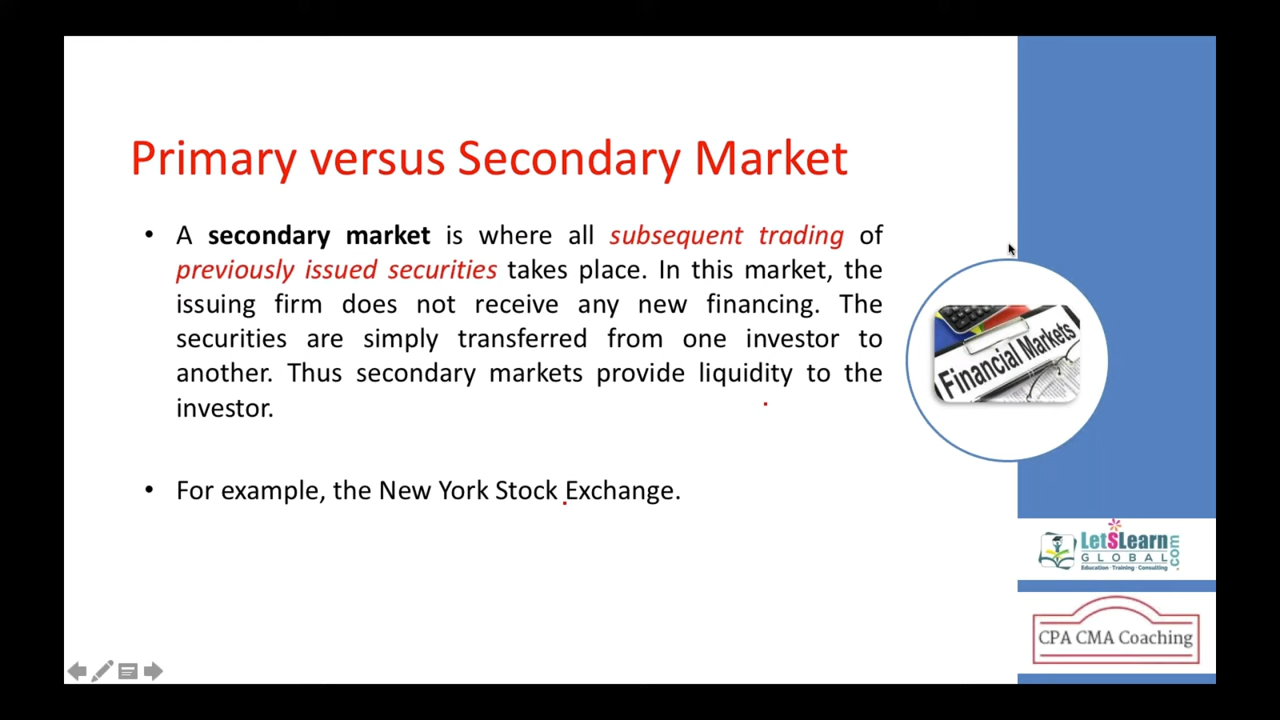 Primary versus Secondary Market
• A secondary market is where all subsequent trading of
previously issued securities takes place. In this market, the
issuing firm does not receive any new financing. The
securities are simply transferred from one investor to
another. Thus secondary markets provide liquidity to the
investor.
• For example, the New York Stock Exchange.
Financial Markets
LetSLearn
GLOBAL
.com
Education - Training - Consulting
CPA CMA Coaching